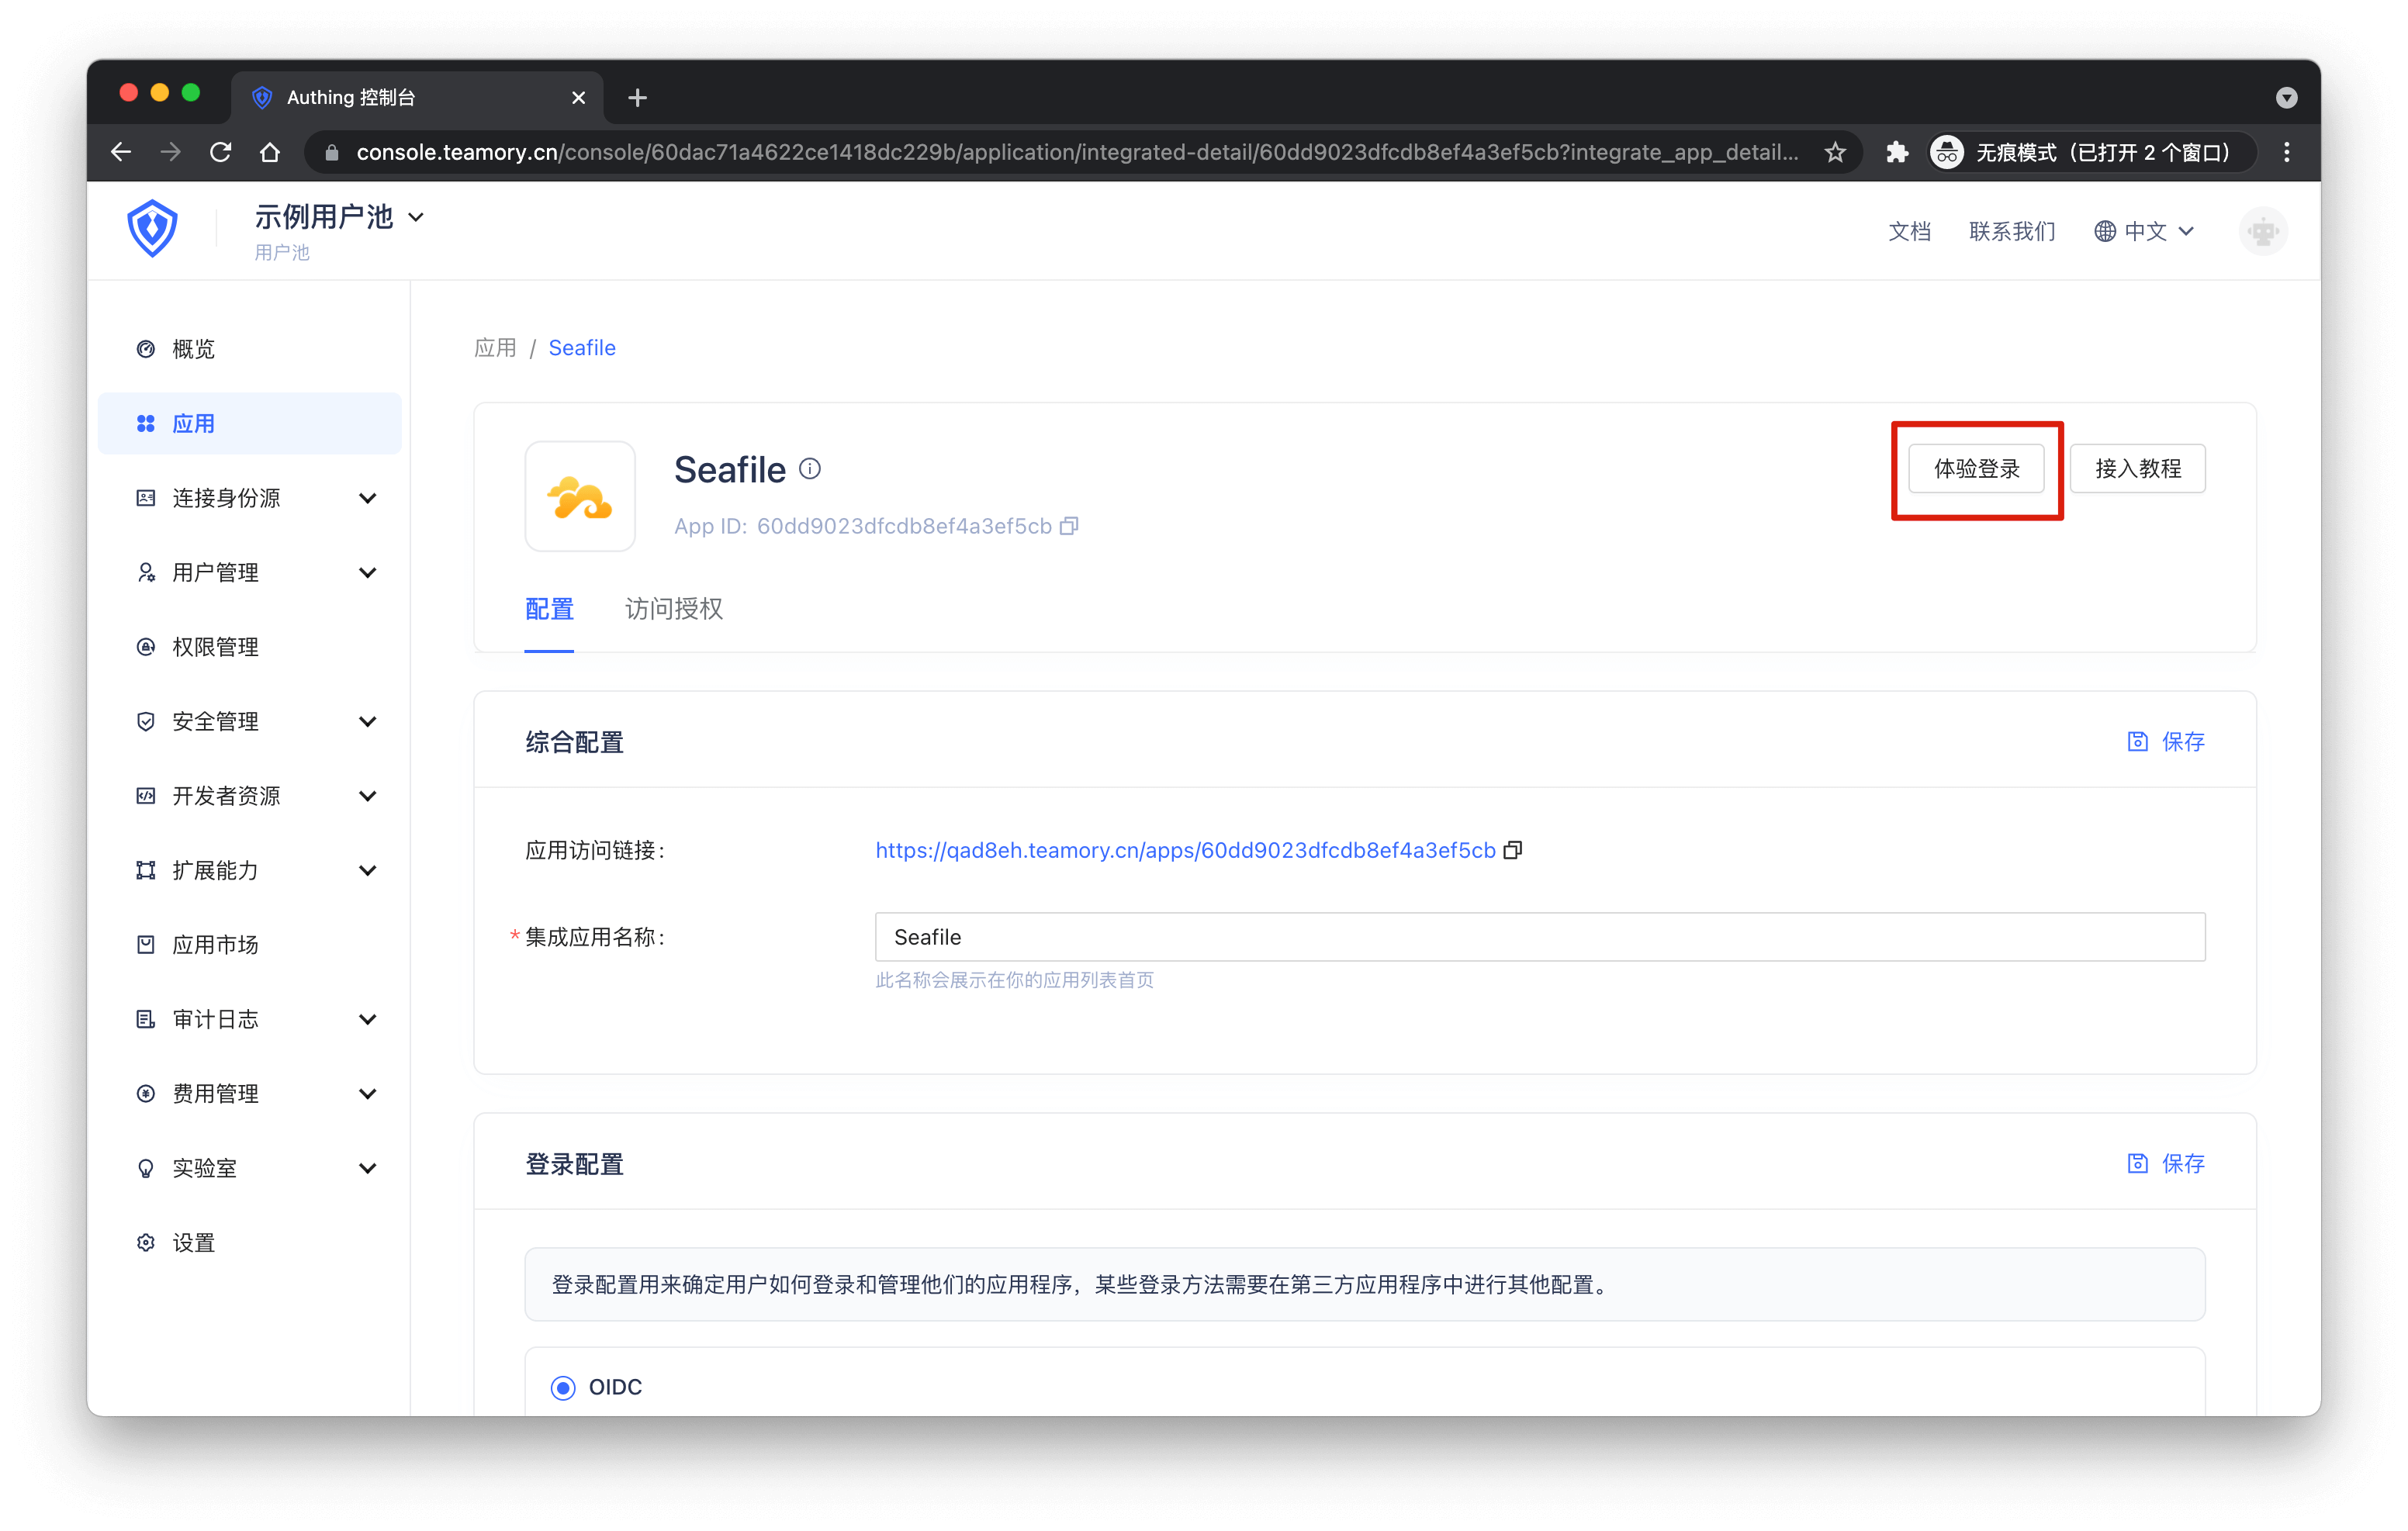 Authing 控制台
console.teamory.cn/console/60dac71a4622ce1418dc229b/application/integrated-detail/60dd9023dfcdb8ef4a3ef5cb?integrate_app_detail...
无痕模式（已打开 2 个窗口）
示例用户池
用户池
文档
联系我们
中文
概览
应用
连接身份源
用户管理
权限管理
安全管理
开发者资源
扩展能力
应用市场
审计日志
费用管理
实验室
设置
应用 / Seafile
Seafile
App ID: 60dd9023dfcdb8ef4a3ef5cb
体验登录
接入教程
配置
访问授权
综合配置
保存
应用访问链接：
https://qad8eh.teamory.cn/apps/60dd9023dfcdb8ef4a3ef5cb
* 集成应用名称：
Seafile
此名称会展示在你的应用列表首页
登录配置
保存
登录配置用来确定用户如何登录和管理他们的应用程序，某些登录方法需要在第三方应用程序中进行其他配置。
OIDC